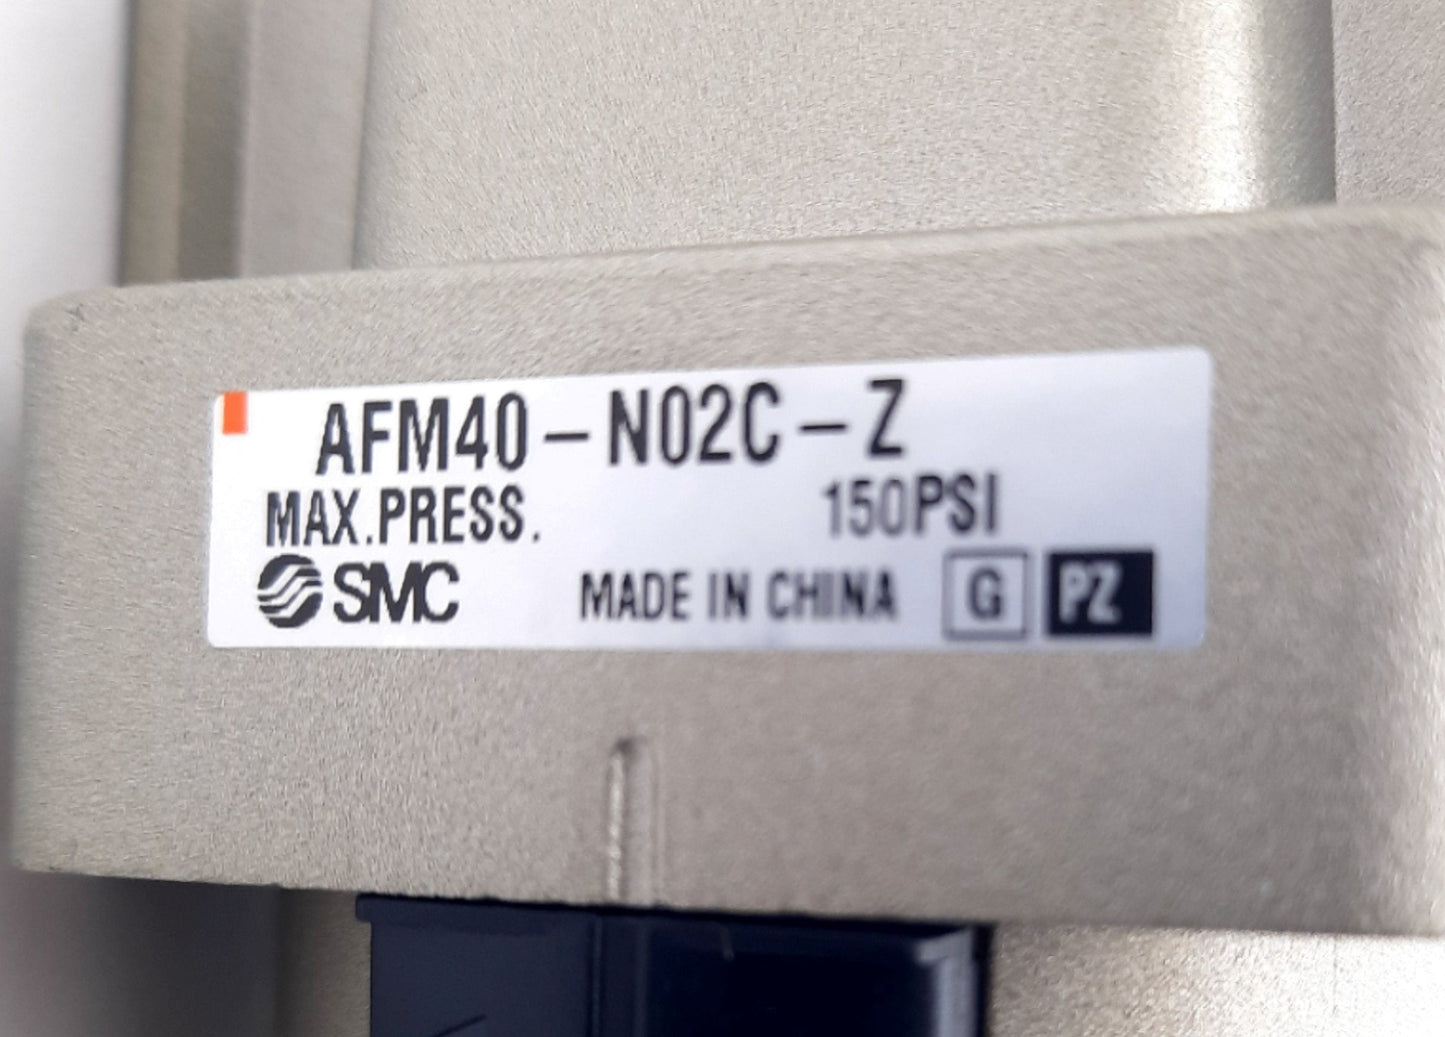 AFM40-N02C-Z
MAX.PRESS. 150PSI
SMC MADE IN CHINA G PZ